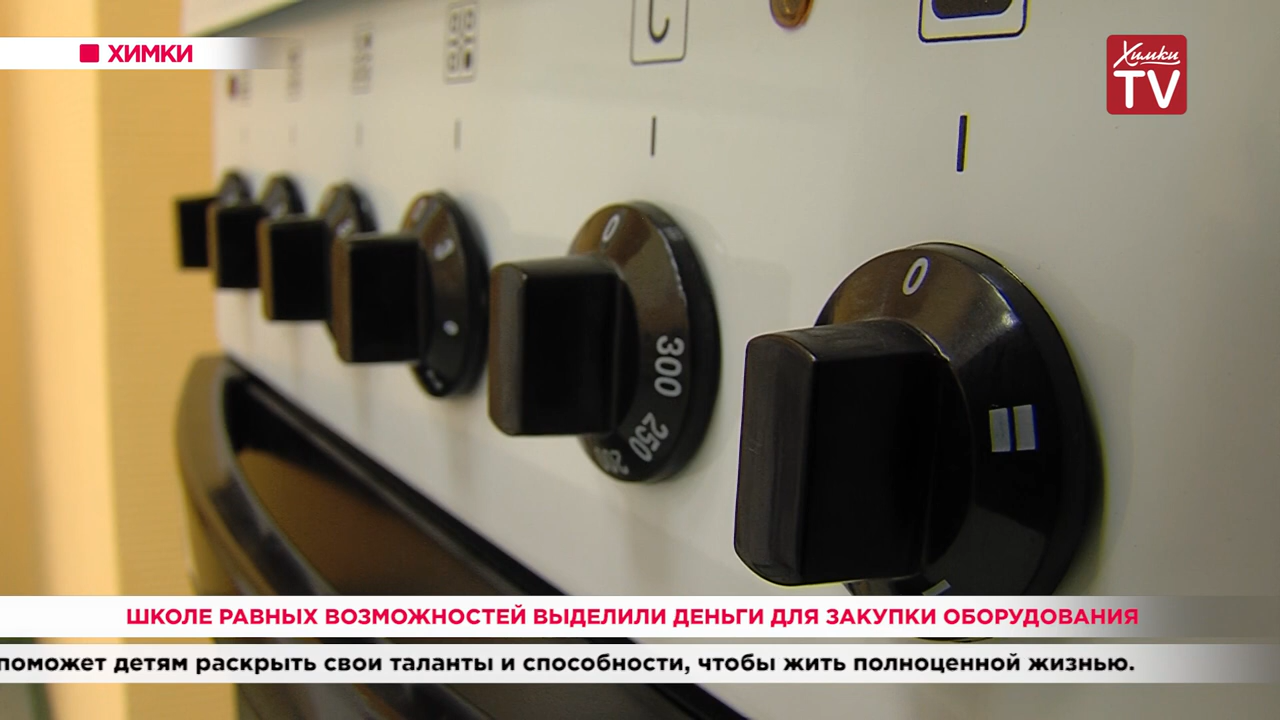 ХИМКИ
Химки
TV
0
0
300
250
200
ШКОЛЕ РАВНЫХ ВОЗМОЖНОСТЕЙ ВЫДЕЛИЛИ ДЕНЬГИ ДЛЯ ЗАКУПКИ ОБОРУДОВАНИЯ
поможет детям раскрыть свои таланты и способности, чтобы жить полноценной жизнью.